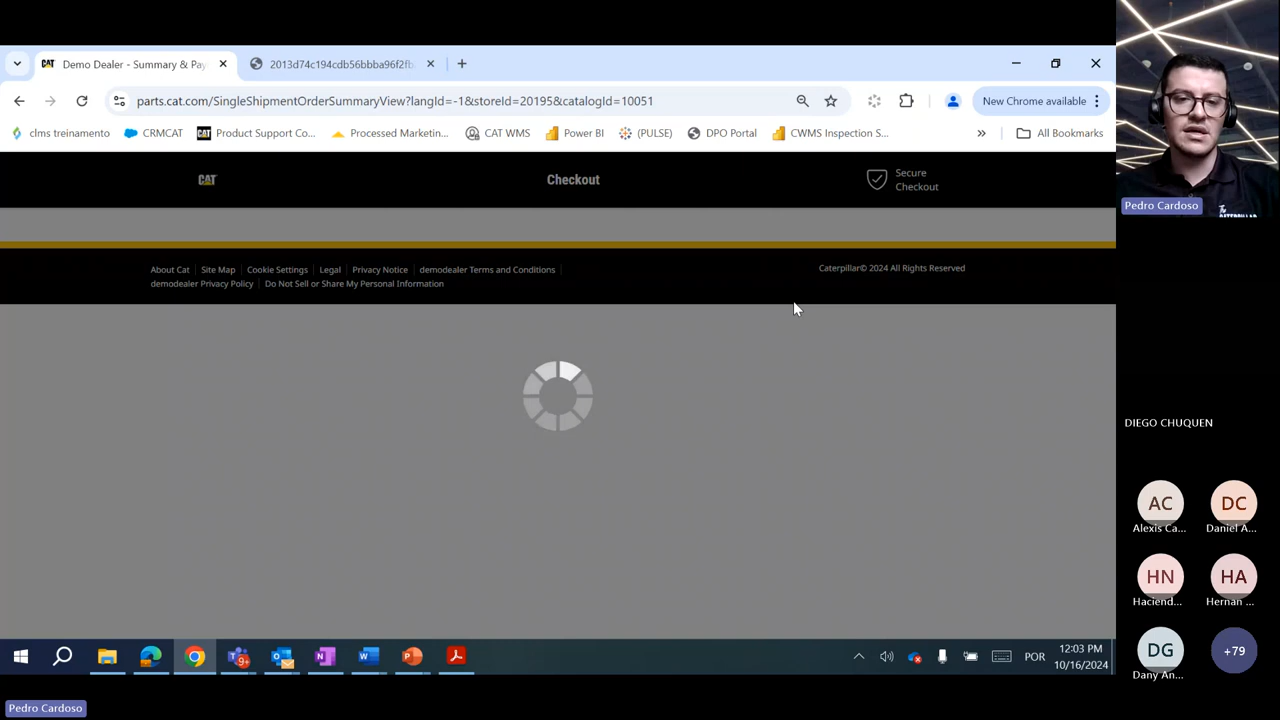 Demo Dealer - Summary & Pay
2013d74c194cdb56bbba96f2fb
parts.cat.com/SingleShipmentOrderSummaryView?langId=-1&storeId=20195&catalogId=10051
New Chrome available
clms treinamento
CRMCAT
Product Support Co...
Processed Marketin...
CAT WMS
Power BI
(PULSE)
DPO Portal
CWMS Inspection S...
»
All Bookmarks
CAT
Checkout
Secure
Checkout
About Cat
Site Map
Cookie Settings
Legal
Privacy Notice
demodealer Terms and Conditions
demodealer Privacy Policy
Do Not Sell or Share My Personal Information
Caterpillar© 2024 All Rights Reserved
9+
POR
12:03 PM
10/16/2024
Pedro Cardoso
Pedro Cardoso
DIEGO CHUQUEN
AC
Alexis Ca...
DC
Daniel A...
HN
Haciend...
HA
Hernan ...
DG
Dany An...
+79